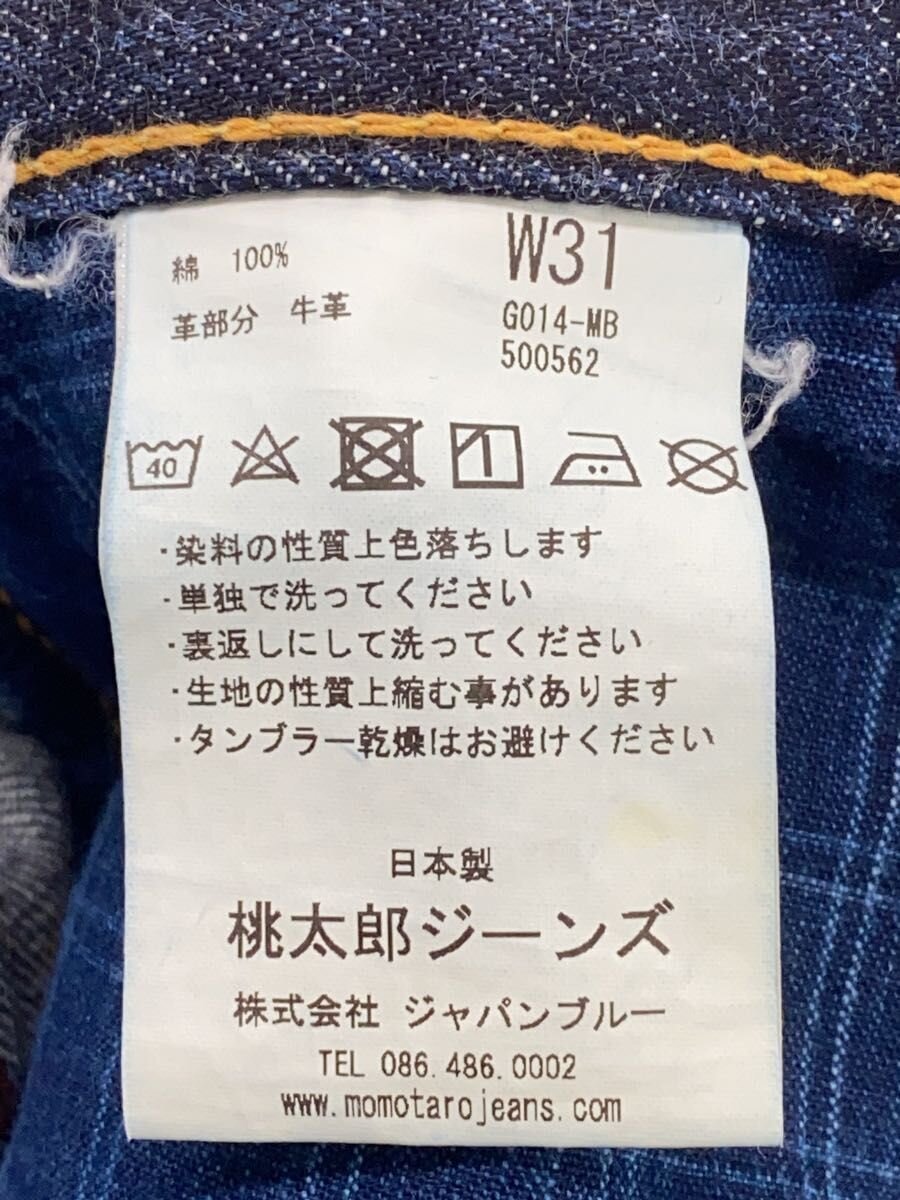 綿 100%
革部分 牛革
W31
G014-MB
500562
40
・染料の性質上色落ちします
・単独で洗ってください
・裏返しにして洗ってください
・生地の性質上縮む事があります
・タンブラー乾燥はお避けください
日本製
桃太郎ジーンズ
株式会社 ジャパンブルー
TEL 086.486.0002
www.momotarojeans.com